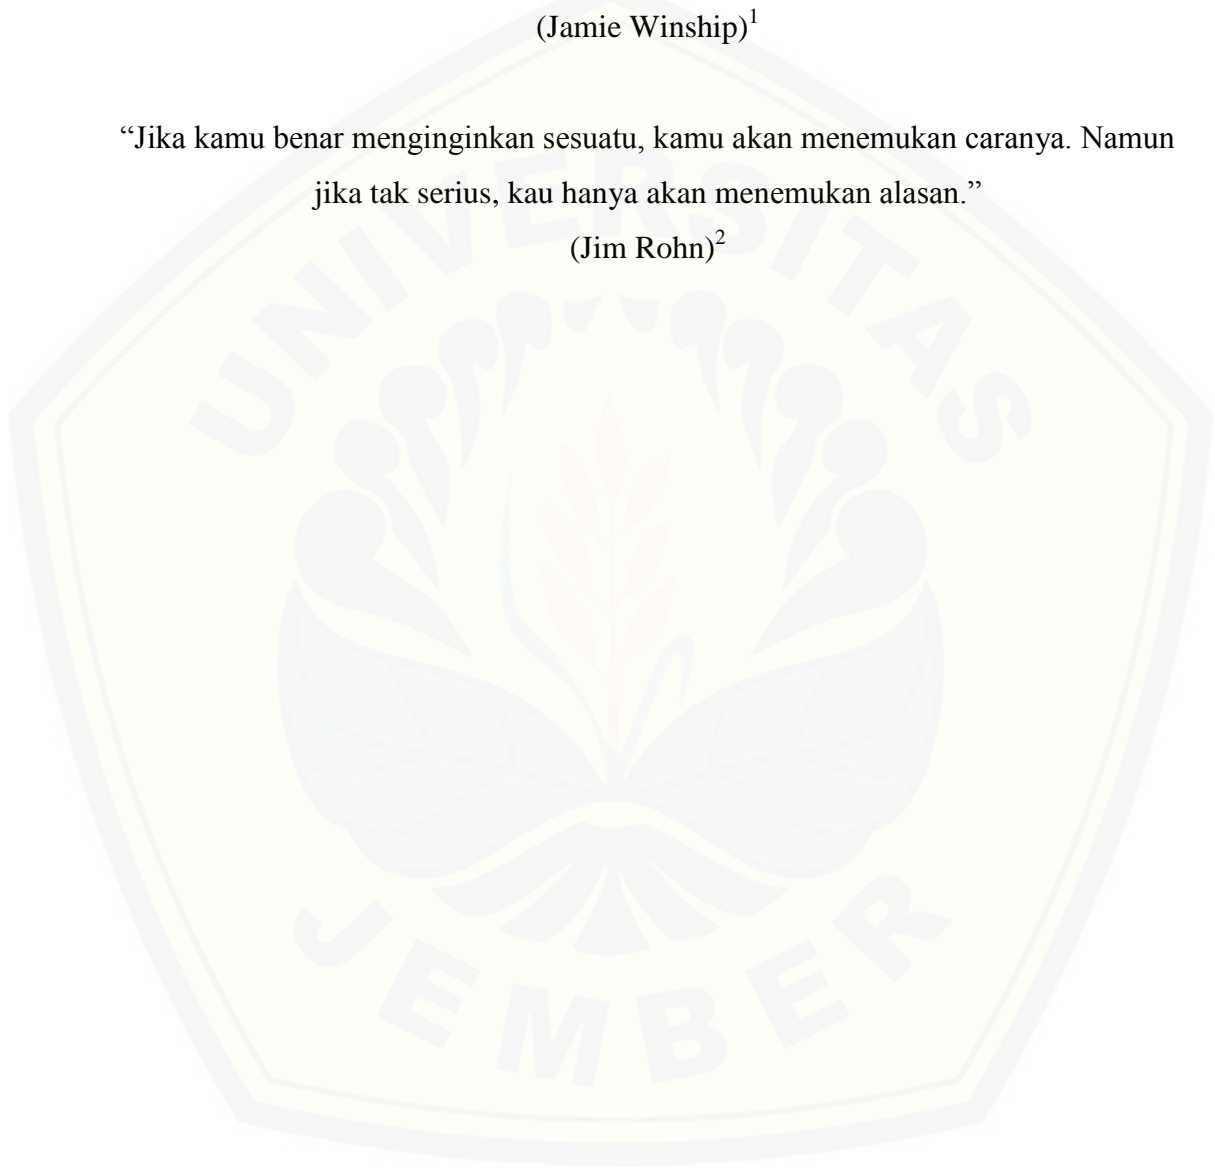 (Jamie Winship)1
“Jika kamu benar menginginkan sesuatu, kamu akan menemukan caranya. Namun
jika tak serius, kau hanya akan menemukan alasan.”
(Jim Rohn)2
UNIVERSITAS
JEMBER